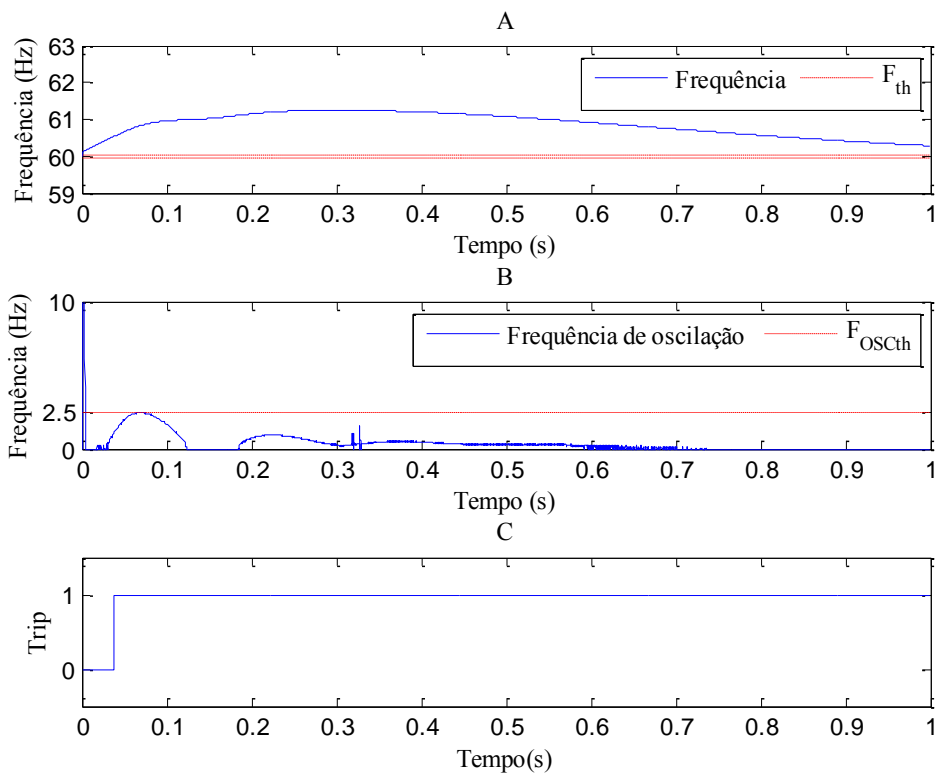 A
Frequência (Hz)
63
62
61
60
59
Frequência
F_th
0 0.1 0.2 0.3 0.4 0.5 0.6 0.7 0.8 0.9 1
Tempo (s)
B
Frequência (Hz)
10
2.5
0
Frequência de oscilação
F_OSCth
0 0.1 0.2 0.3 0.4 0.5 0.6 0.7 0.8 0.9 1
Tempo (s)
C
Trip
1
0
0 0.1 0.2 0.3 0.4 0.5 0.6 0.7 0.8 0.9 1
Tempo(s)